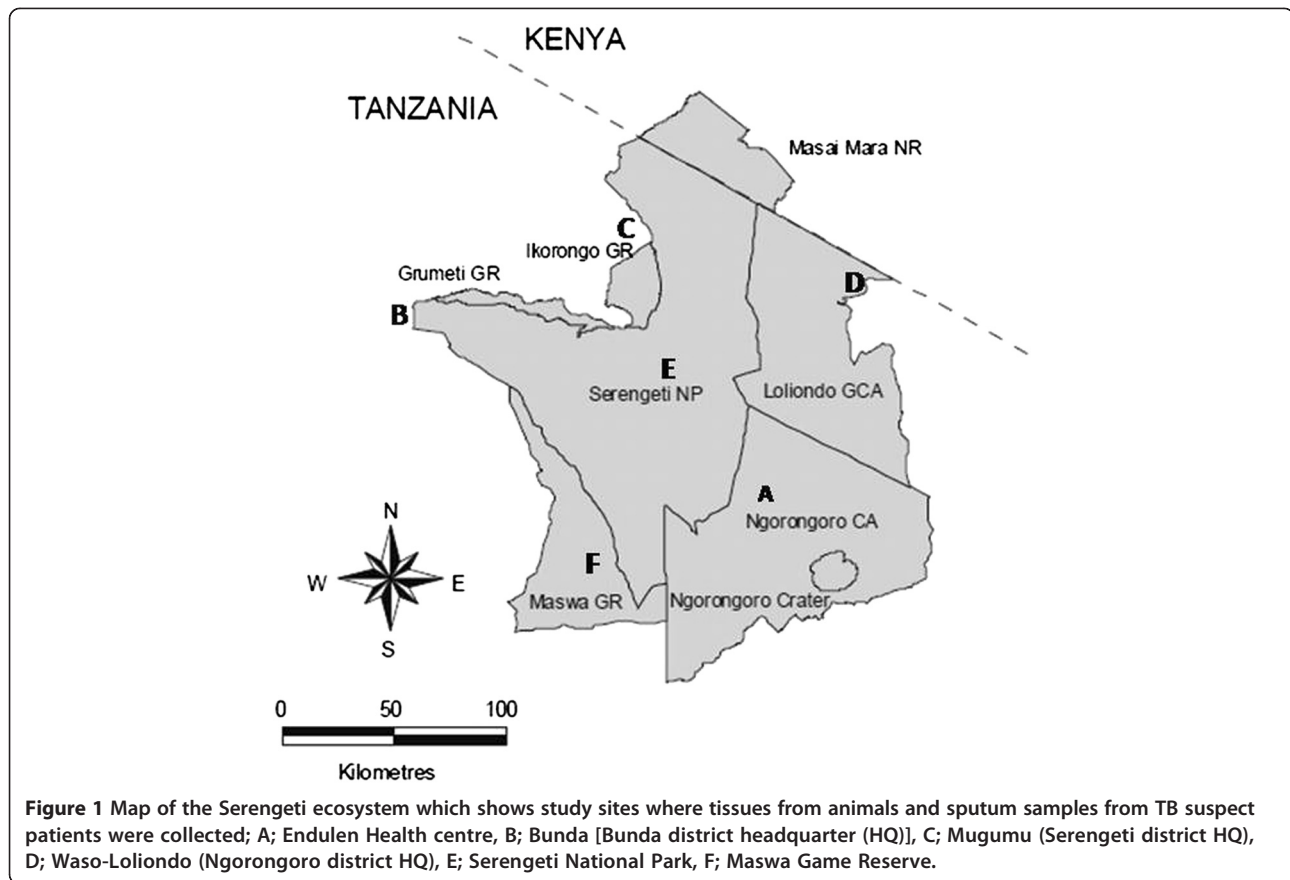 KENYA
TANZANIA
Masai Mara NR
C
Ikorongo GR
Grumeti GR
D
B
E
Serengeti NP
Loliondo GCA
A
Ngorongoro CA
N
W
E
S
F
Maswa GR
Ngorongoro Crater
0 50 100
Kilometres
Figure 1 Map of the Serengeti ecosystem which shows study sites where tissues from animals and sputum samples from TB suspect
patients were collected; A; Endulen Health centre, B; Bunda [Bunda district headquarter (HQ)], C; Mugumu (Serengeti district HQ),
D; Waso-Loliondo (Ngorongoro district HQ), E; Serengeti National Park, F; Maswa Game Reserve.